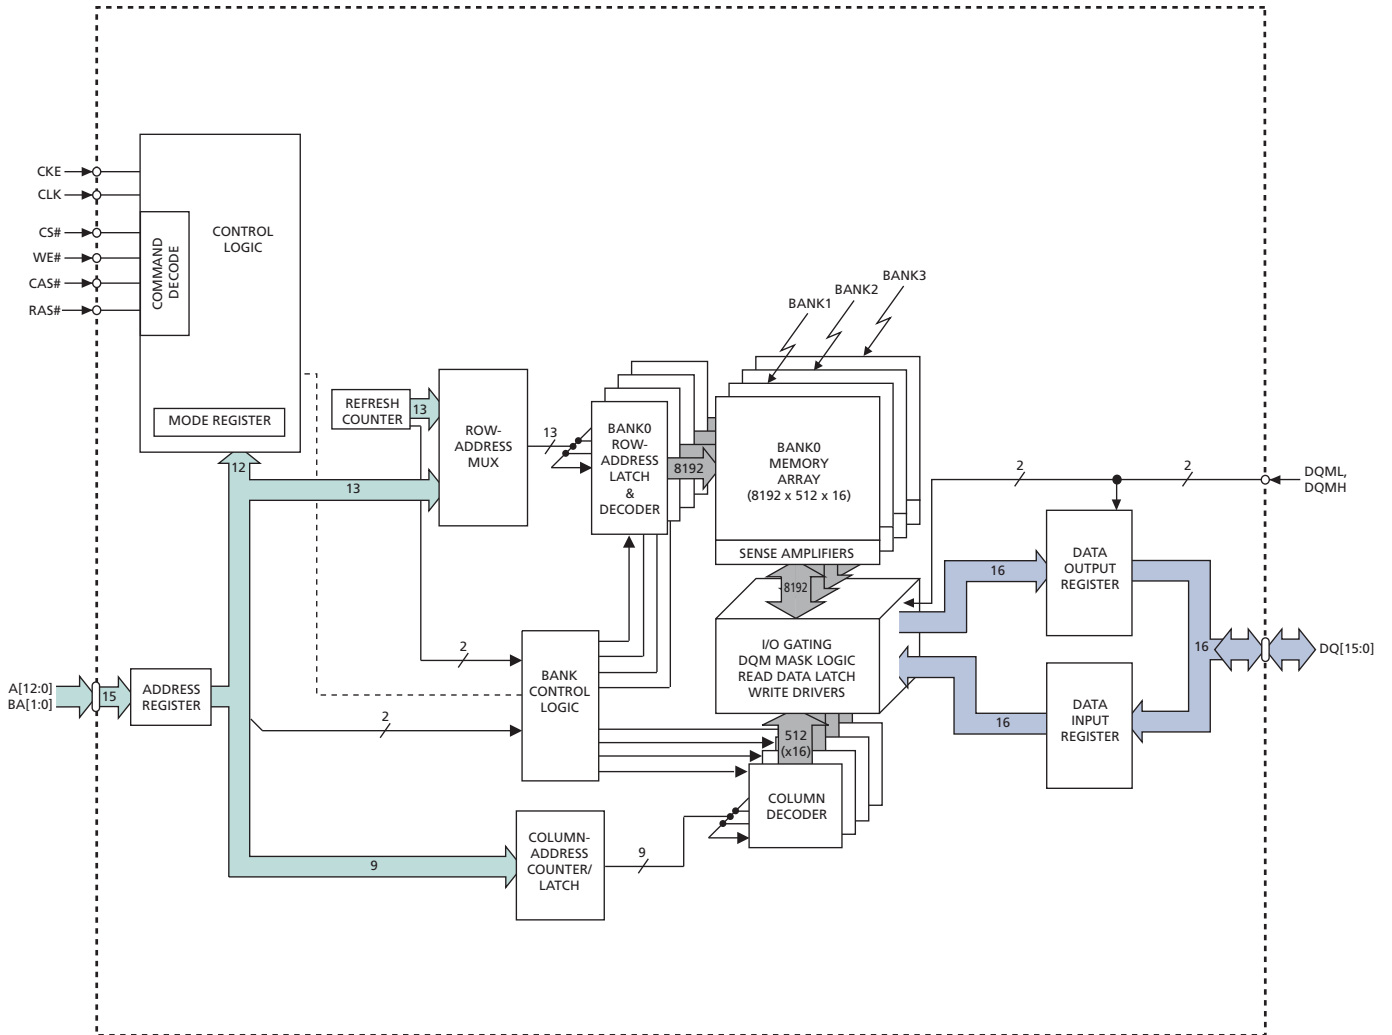 CKE
CLK
CS#
WE#
CAS#
RAS#
COMMAND
DECODE
CONTROL
LOGIC
MODE REGISTER
12
REFRESH
COUNTER
13
13
ROW-
ADDRESS
MUX
13
BANK0
ROW-
ADDRESS
LATCH
&
DECODER
8192
BANK1
BANK2
BANK3
BANK0
MEMORY
ARRAY
(8192 x 512 x 16)
SENSE AMPLIFIERS
8192
I/O GATING
DQM MASK LOGIC
READ DATA LATCH
WRITE DRIVERS
2
2
DQML,
DQMH
16
DATA
OUTPUT
REGISTER
16
DQ[15:0]
16
DATA
INPUT
REGISTER
A[12:0]
BA[1:0]
15
ADDRESS
REGISTER
2
2
BANK
CONTROL
LOGIC
512
(x16)
COLUMN
DECODER
9
COLUMN-
ADDRESS
COUNTER/
LATCH
9